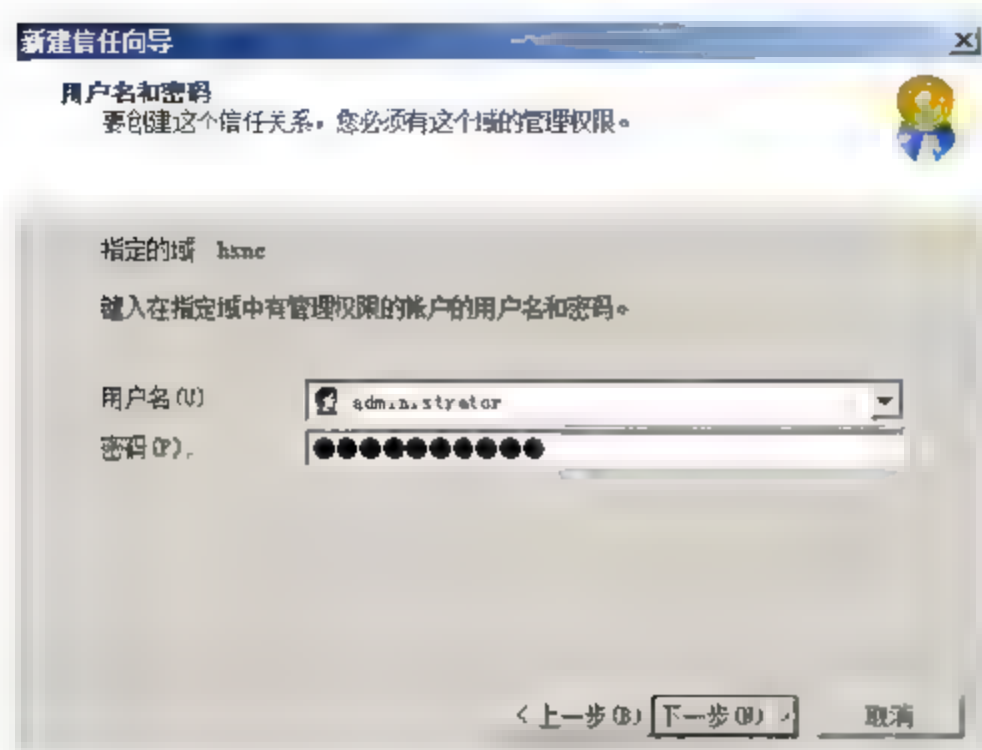 新建信任向导
用户名和密码
要创建这个信任关系，您必须有这个域的管理权限。
指定的域
键入在指定域中有管理权限的帐户的用户名和密码。
用户名(U)
administrator
密码(P):
< 上一步(B) 下一步(N) > 取消